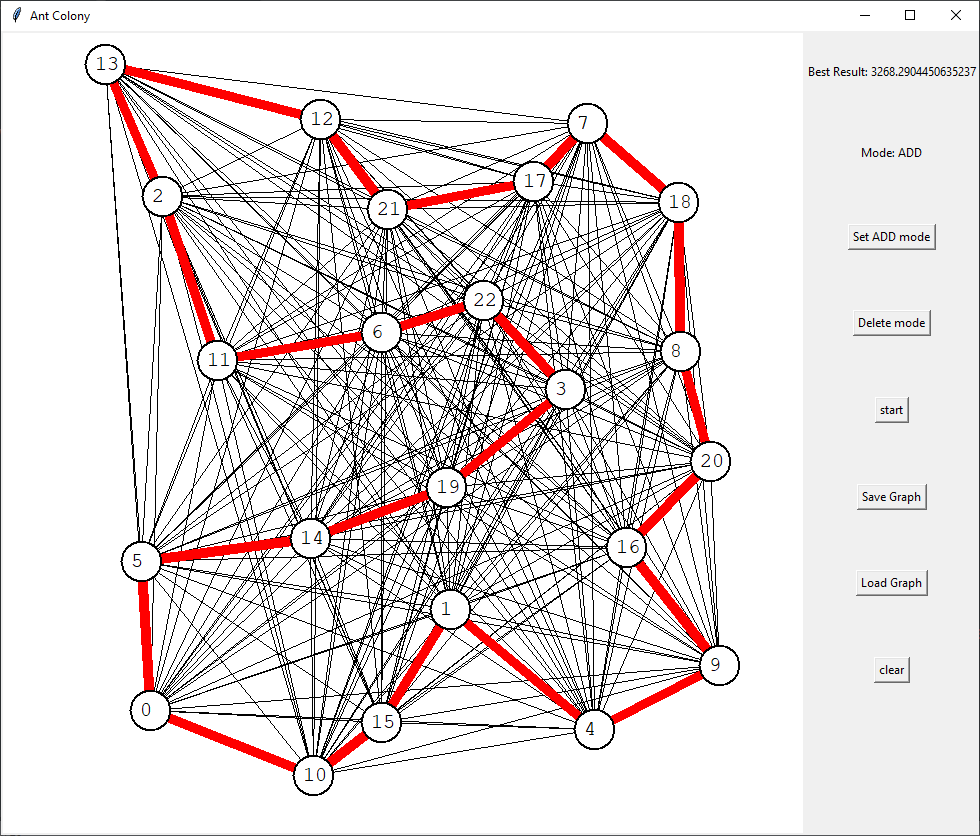 Ant Colony
Best Result: 3268.2904450635237
Mode: ADD
Set ADD mode
Delete mode
start
Save Graph
Load Graph
clear
13
12
7
2
17
21
18
22
6
8
11
3
20
19
14
16
5
1
9
0
15
4
10